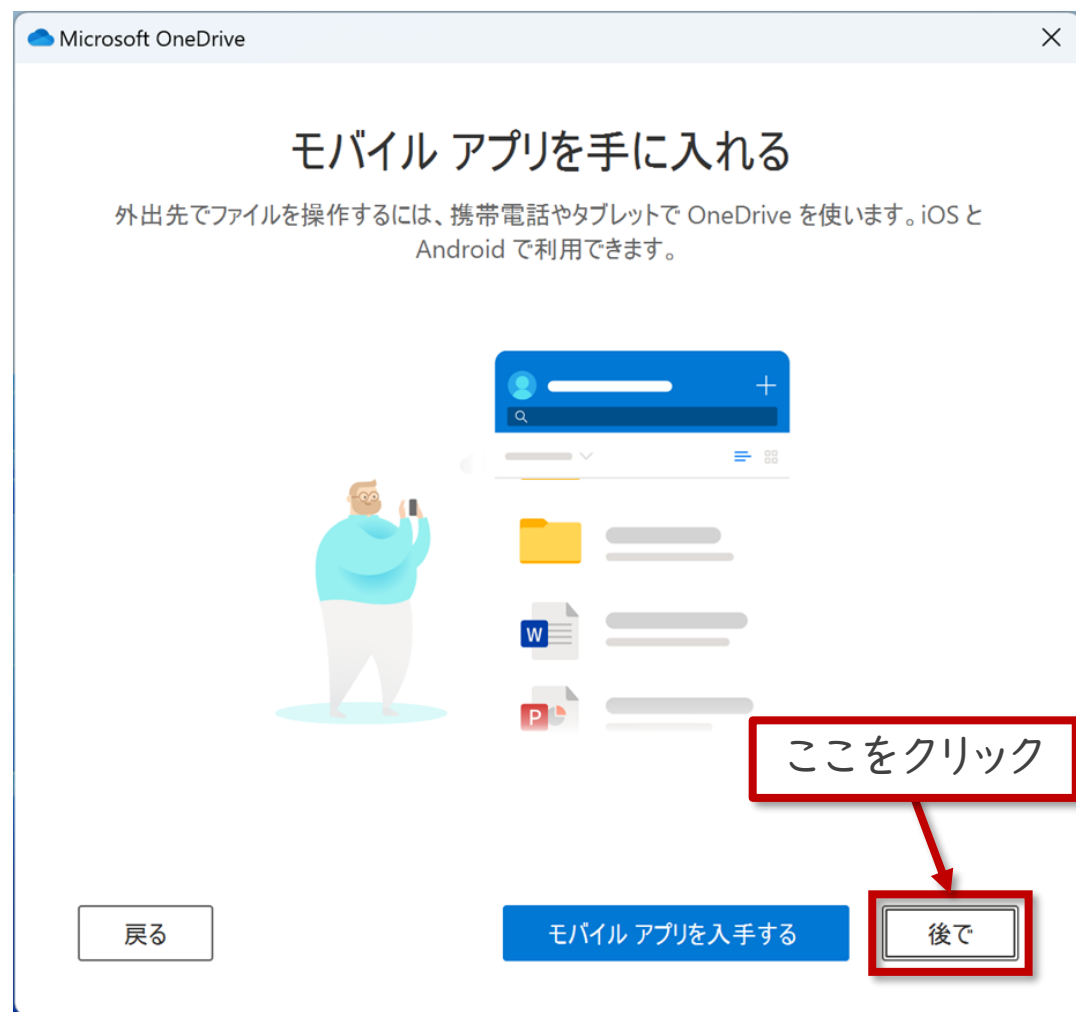 Microsoft OneDrive
モバイル アプリを手に入れる
外出先でファイルを操作するには、携帯電話やタブレットで OneDrive を使います。iOS と
Android で利用できます。
W
P
ここをクリック
戻る
モバイル アプリを入手する
後で